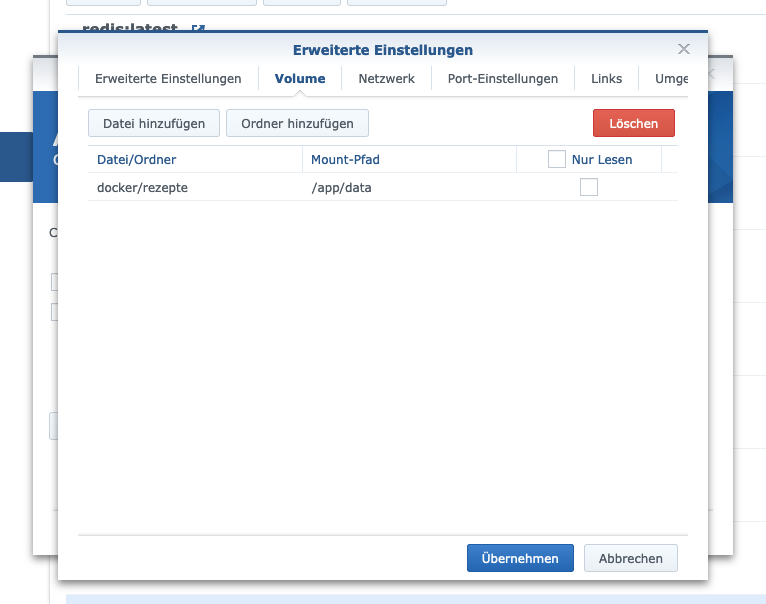 redis:latest
Erweiterte Einstellungen
Erweiterte Einstellungen Volume Netzwerk Port-Einstellungen Links Umge
Datei hinzufügen Ordner hinzufügen Löschen
Datei/Ordner Mount-Pfad Nur Lesen
docker/rezepte /app/data
Übernehmen Abbrechen